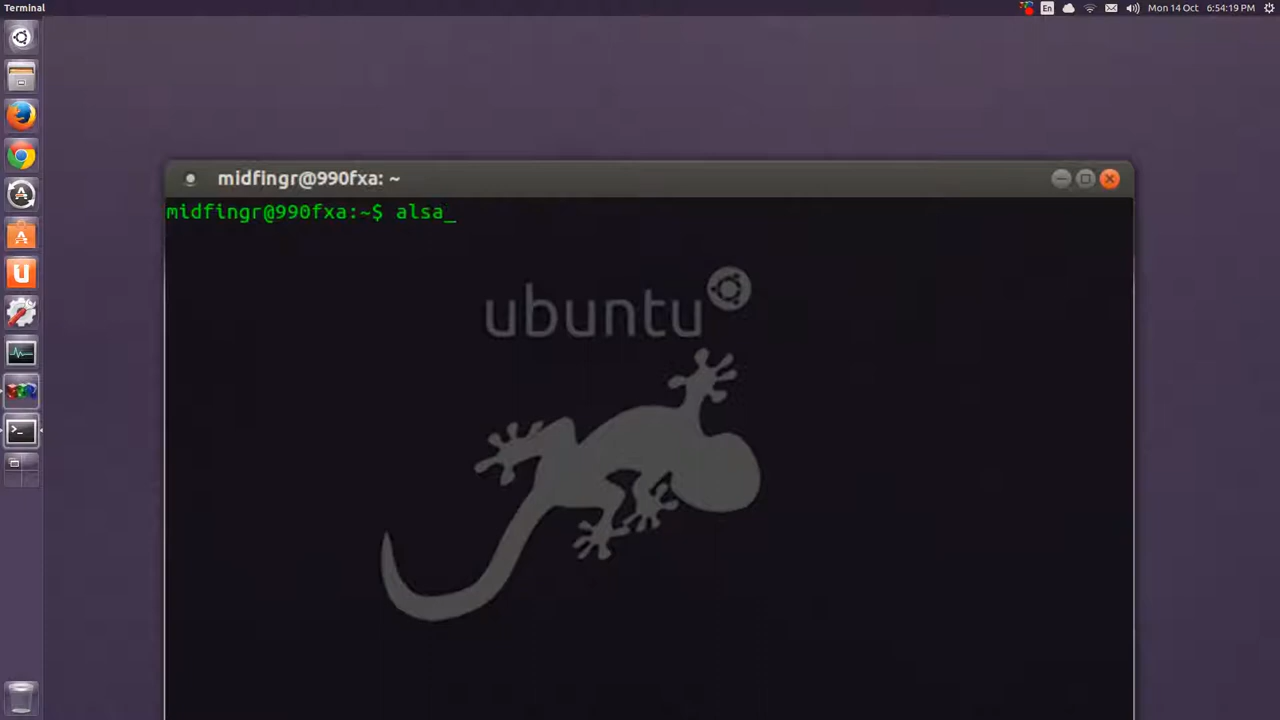 Terminal
En
Mon 14 Oct 6:54:19 PM
midfingr@990fxa: ~
midfingr@990fxa:~$ alsa_
ubuntu